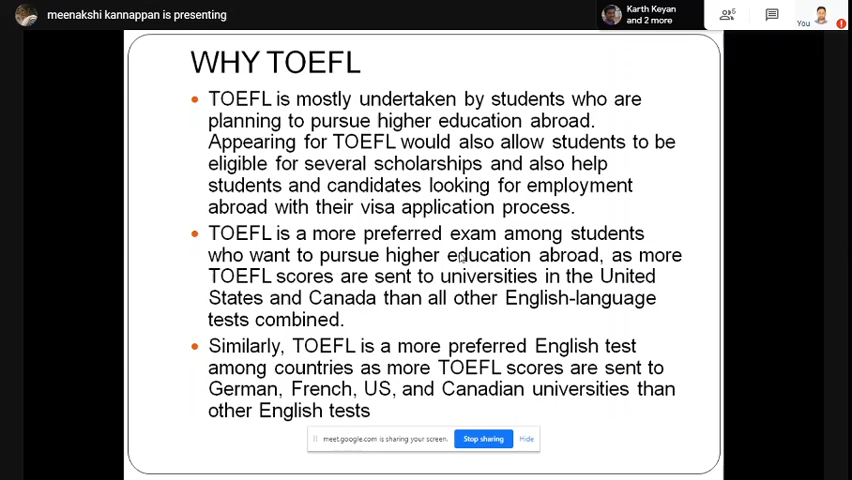 meenakshi kannappan is presenting
Karth Keyan
and 2 more
5
You
WHY TOEFL
• TOEFL is mostly undertaken by students who are
planning to pursue higher education abroad.
Appearing for TOEFL would also allow students to be
eligible for several scholarships and also help
students and candidates looking for employment
abroad with their visa application process.
• TOEFL is a more preferred exam among students
who want to pursue higher education abroad, as more
TOEFL scores are sent to universities in the United
States and Canada than all other English-language
tests combined.
• Similarly, TOEFL is a more preferred English test
among countries as more TOEFL scores are sent to
German, French, US, and Canadian universities than
other English tests
meet.google.com is sharing your screen. Stop sharing Hide